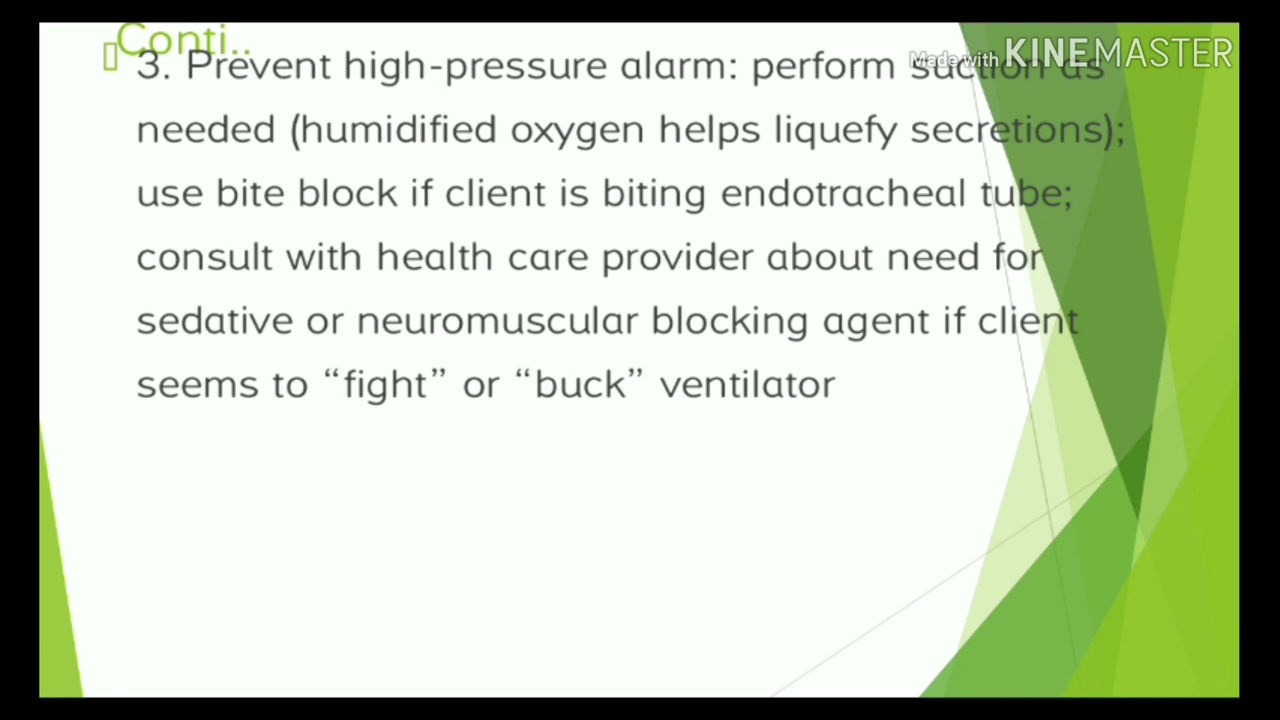 Conti..
Made with KINEMASTER
3. Prevent high-pressure alarm: perform suction as
needed (humidified oxygen helps liquefy secretions);
use bite block if client is biting endotracheal tube;
consult with health care provider about need for
sedative or neuromuscular blocking agent if client
seems to “fight” or “buck” ventilator